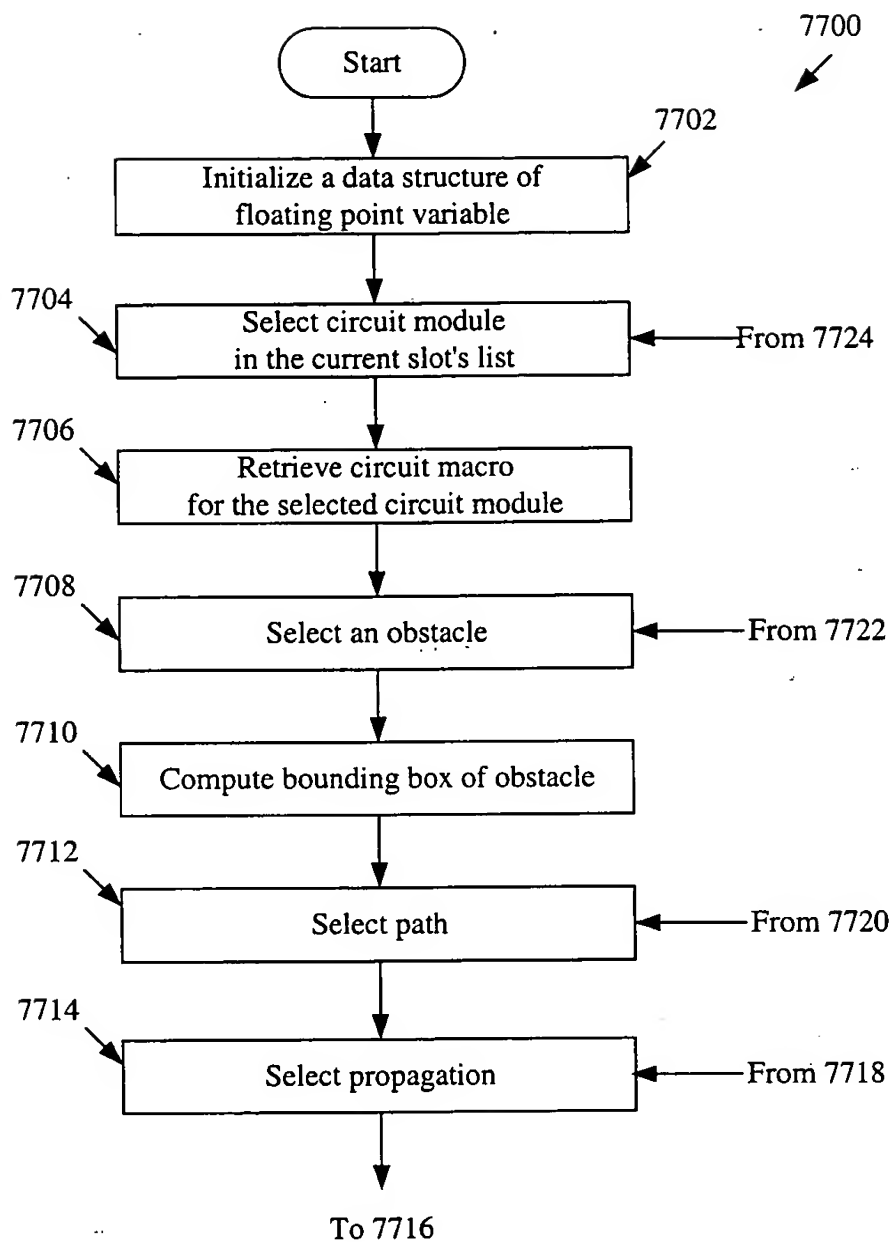 7700
Start
7702
Initialize a data structure of
floating point variable
7704
Select circuit module
in the current slot's list
From 7724
7706
Retrieve circuit macro
for the selected circuit module
7708
Select an obstacle
From 7722
7710
Compute bounding box of obstacle
7712
Select path
From 7720
7714
Select propagation
From 7718
To 7716